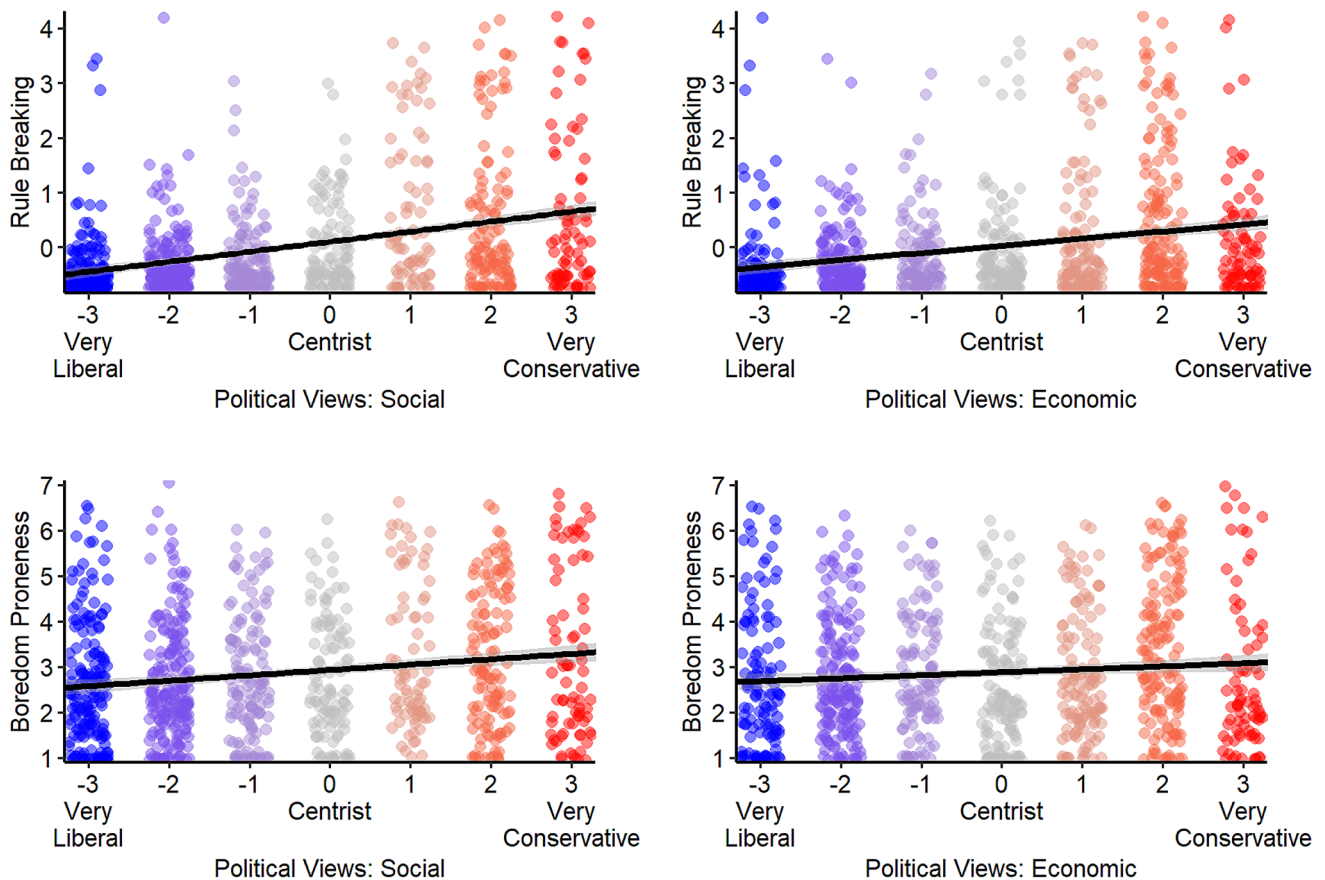 Rule Breaking
4
3
2
1
0
-3 -2 -1 0 1 2 3
Very Liberal
Centrist
Very Conservative
Political Views: Social
Rule Breaking
4
3
2
1
0
-3 -2 -1 0 1 2 3
Very Liberal
Centrist
Very Conservative
Political Views: Economic
Boredom Proneness
7
6
5
4
3
2
1
-3 -2 -1 0 1 2 3
Very Liberal
Centrist
Very Conservative
Political Views: Social
Boredom Proneness
7
6
5
4
3
2
1
-3 -2 -1 0 1 2 3
Very Liberal
Centrist
Very Conservative
Political Views: Economic